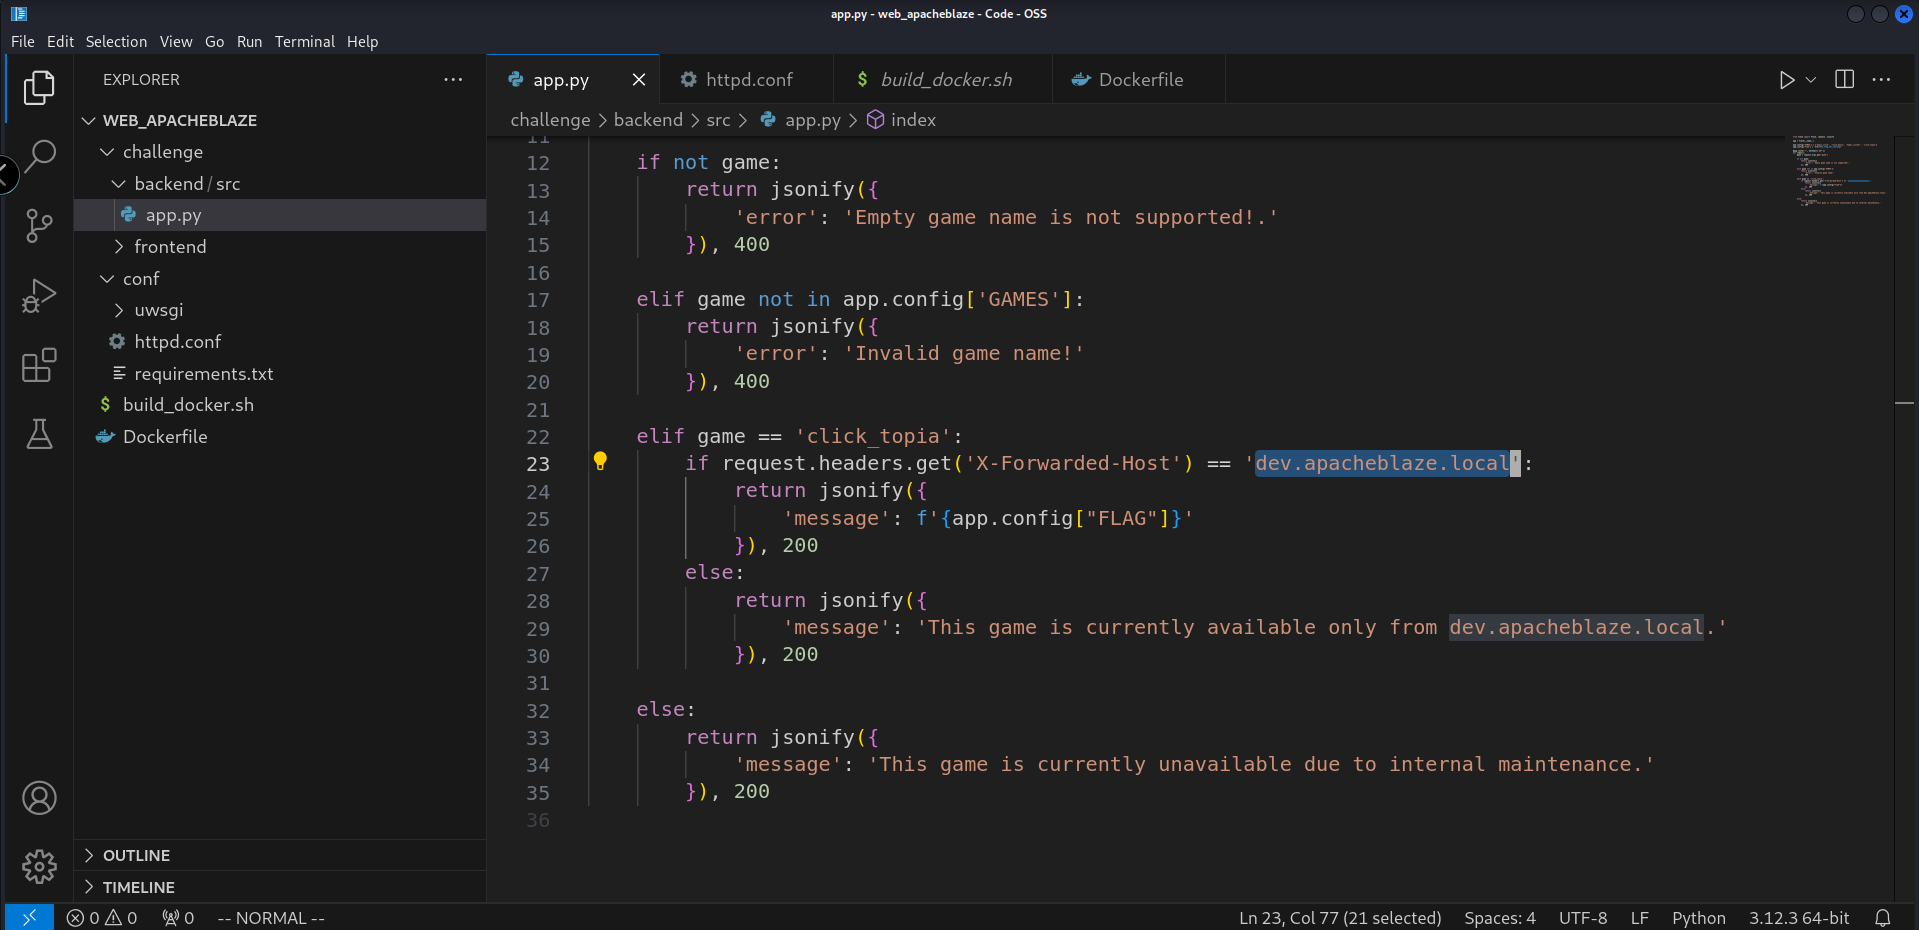 app.py - web_apacheblaze - Code - OSS
File Edit Selection View Go Run Terminal Help
EXPLORER
app.py
httpd.conf
$ build_docker.sh
Dockerfile
WEB_APACHEBLAZE
challenge
backend / src
app.py
frontend
conf
uwsgi
httpd.conf
requirements.txt
$ build_docker.sh
Dockerfile
OUTLINE
TIMELINE
challenge > backend > src > app.py > index
11
12 if not game:
13 return jsonify({
14 'error': 'Empty game name is not supported!.'
15 }), 400
16
17 elif game not in app.config['GAMES']:
18 return jsonify({
19 'error': 'Invalid game name!'
20 }), 400
21
22 elif game == 'click_topia':
23 if request.headers.get('X-Forwarded-Host') == 'dev.apacheblaze.local':
24 return jsonify({
25 'message': f'{app.config["FLAG"]}'
26 }), 200
27 else:
28 return jsonify({
29 'message': 'This game is currently available only from dev.apacheblaze.local.'
30 }), 200
31
32 else:
33 return jsonify({
34 'message': 'This game is currently unavailable due to internal maintenance.'
35 }), 200
36
0 0 0 -- NORMAL -- Ln 23, Col 77 (21 selected) Spaces: 4 UTF-8 LF Python 3.12.3 64-bit